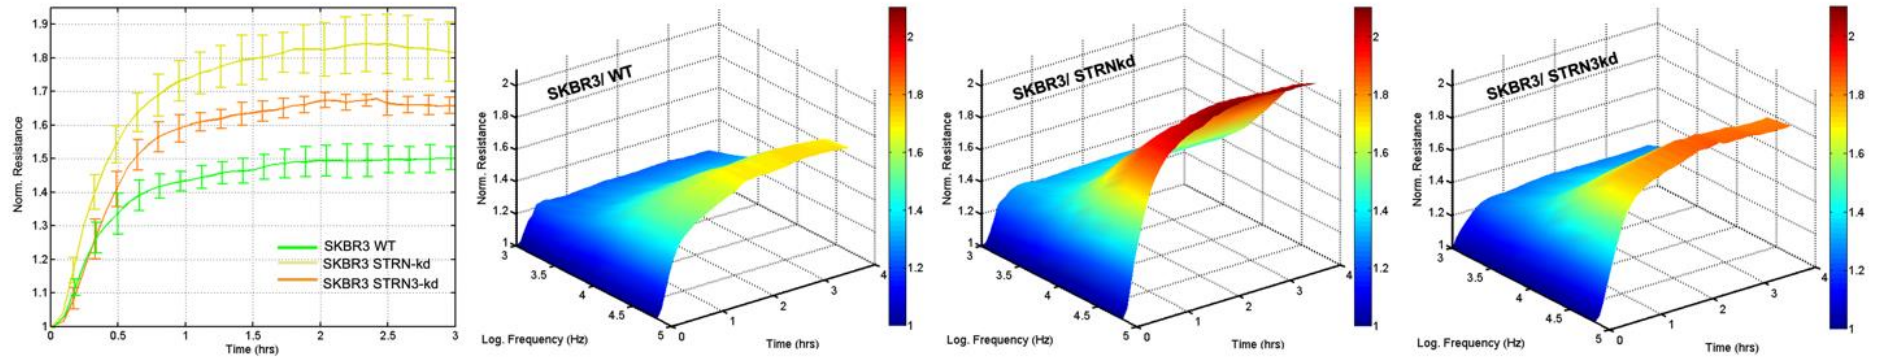 1.9
1.8
1.7
1.6
1.5
1.4
1.3
1.2
1.1
1
Norm. Resistance
0 0.5 1 1.5 2 2.5 3
Time (hrs)
SKBR3 WT
SKBR3 STRN-kd
SKBR3 STRN3-kd
SKBR3/ WT
2
1.8
1.6
1.4
1.2
1
Norm. Resistance
3 3.5 4 4.5 5
Log. Frequency (Hz)
0 1 2 3 4
Time (hrs)
2
1.8
1.6
1.4
1.2
1
SKBR3/ STRNkd
2
1.8
1.6
1.4
1.2
1
Norm. Resistance
3 3.5 4 4.5 5
Log. Frequency (Hz)
0 1 2 3 4
Time (hrs)
2
1.8
1.6
1.4
1.2
1
SKBR3/ STRN3kd
2
1.8
1.6
1.4
1.2
1
Norm. Resistance
3 3.5 4 4.5 5
Log. Frequency (Hz)
0 1 2 3 4
Time (hrs)
2
1.8
1.6
1.4
1.2
1